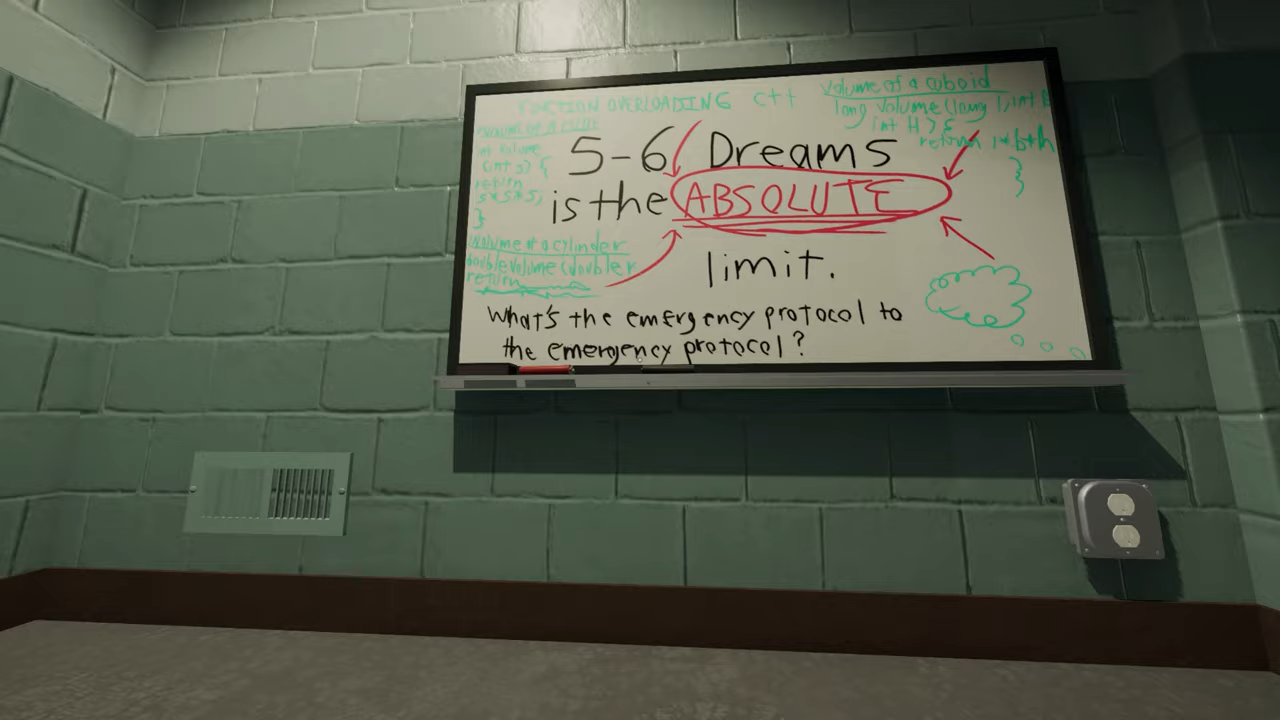 FUNCTION OVERLOADING C++
volume of a cuboid
long volume (long l, int b
int H) {
return l*b*h
}
int volume
(int s) {
return
s*s*s;
}
5-6 Dreams
is the ABSOLUTE
limit.
volume of a cylinder
double volume (double r
return
What's the emergency protocol to
the emergency protocol?